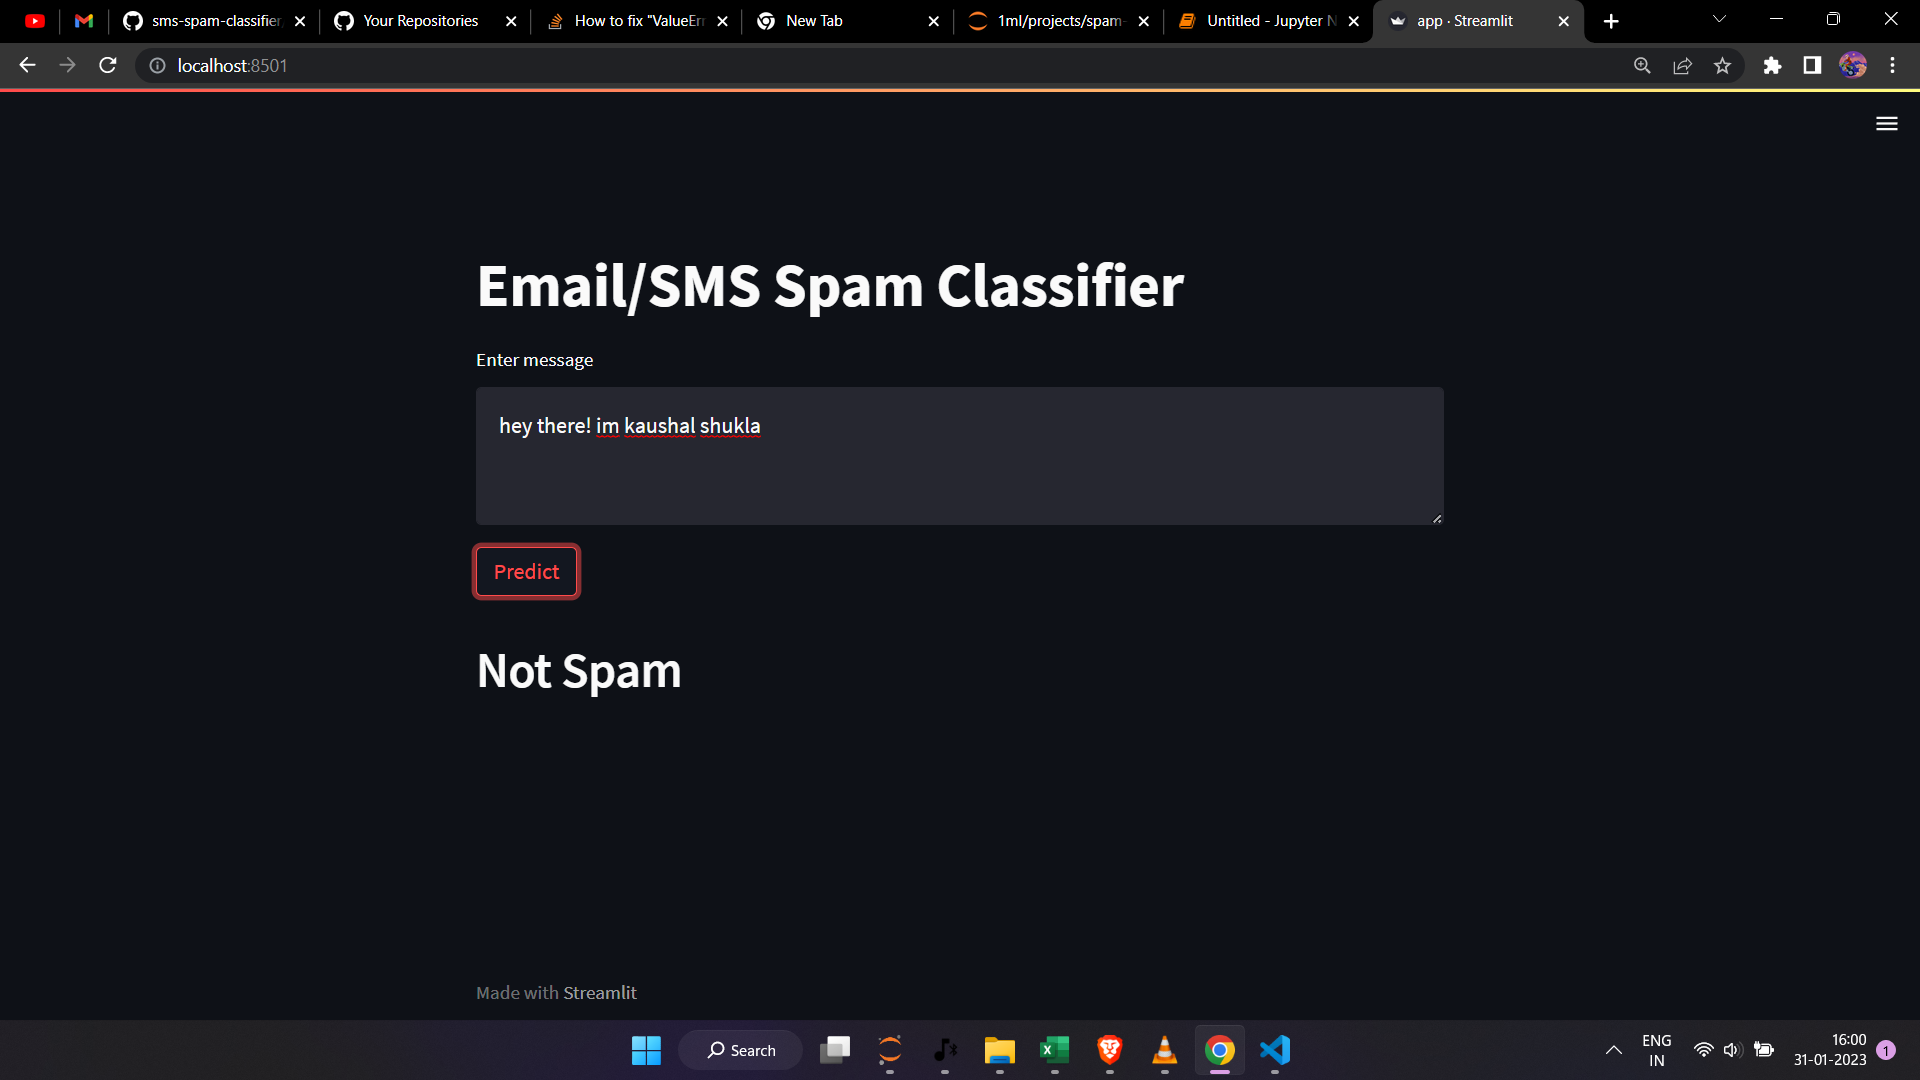 sms-spam-classifier
Your Repositories
How to fix "ValueErr
New Tab
1ml/projects/spam-
Untitled - Jupyter N
app · Streamlit
localhost:8501
Email/SMS Spam Classifier
Enter message
hey there! im kaushal shukla
Predict
Not Spam
Made with Streamlit
Search
ENG
IN
16:00
31-01-2023
1